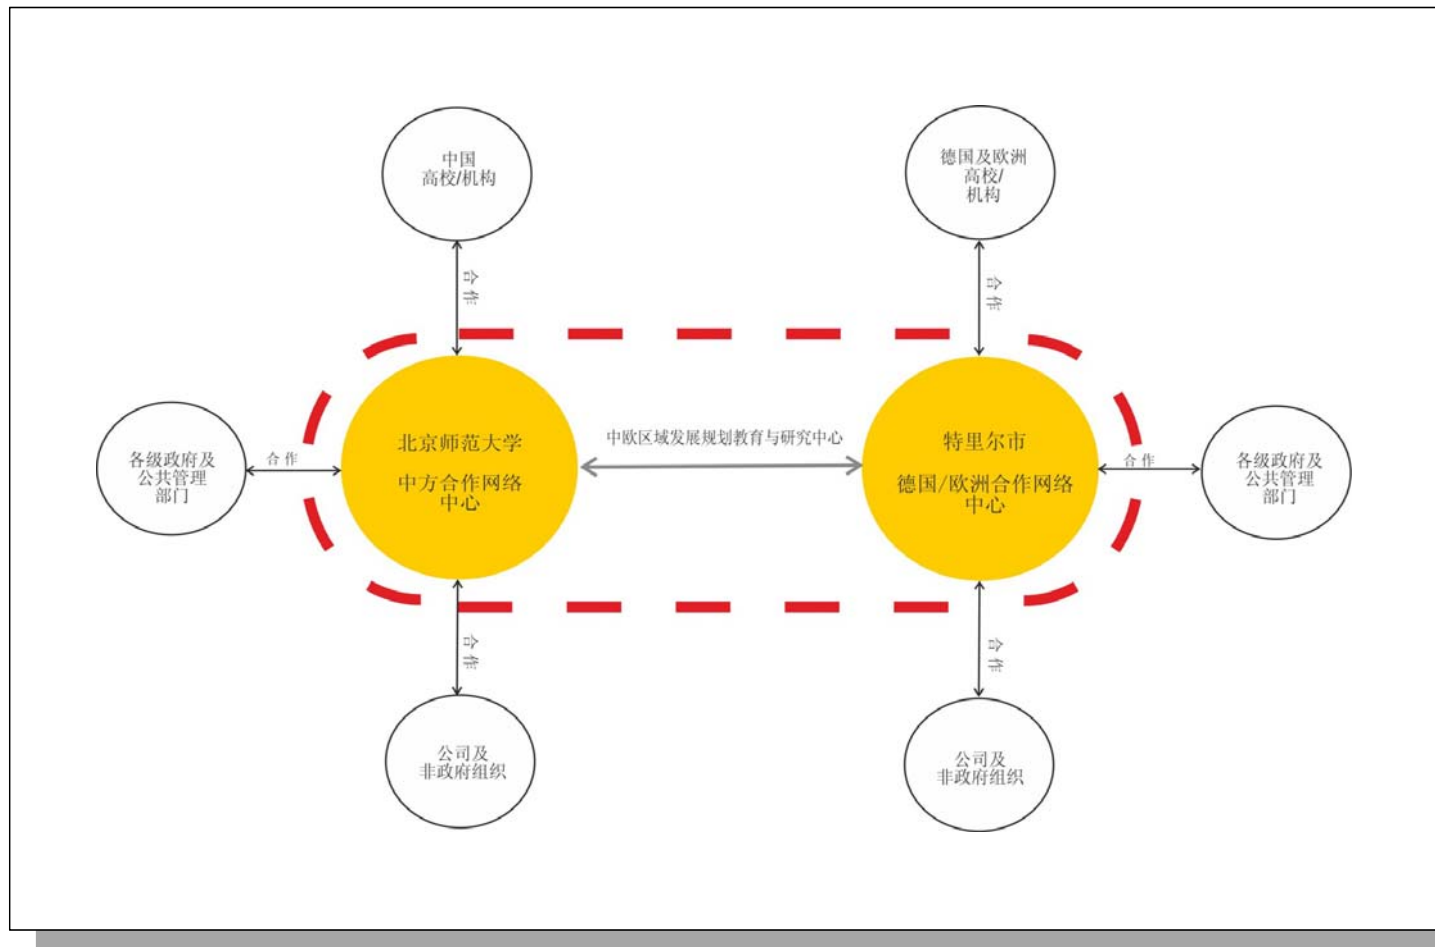 中国
高校/机构
德国及欧洲
高校/
机构
合作
合作
各级政府及
公共管理
部门
合作
北京师范大学
中方合作网络
中心
中欧区域发展规划教育与研究中心
特里尔市
德国/欧洲合作网络
中心
合作
各级政府及
公共管理
部门
合作
合作
公司及
非政府组织
公司及
非政府组织